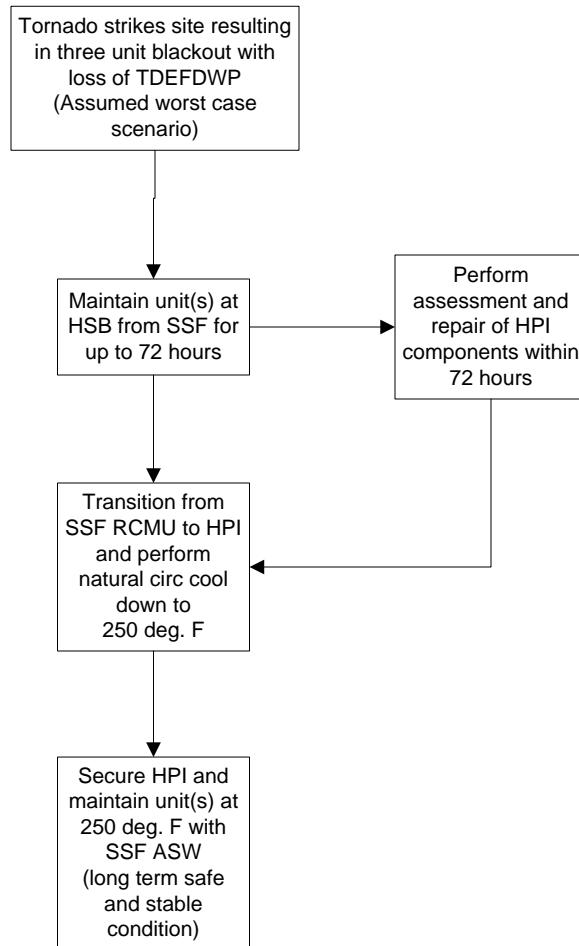 Tornado strikes site resulting
in three unit blackout with
loss of TDEFDWP
(Assumed worst case
scenario)
Maintain unit(s) at
HSB from SSF for
up to 72 hours
Perform
assessment and
repair of HPI
components within
72 hours
Transition from
SSF RCMU to HPI
and perform
natural circ cool
down to
250 deg. F
Secure HPI and
maintain unit(s) at
250 deg. F with
SSF ASW
(long term safe
and stable
condition)